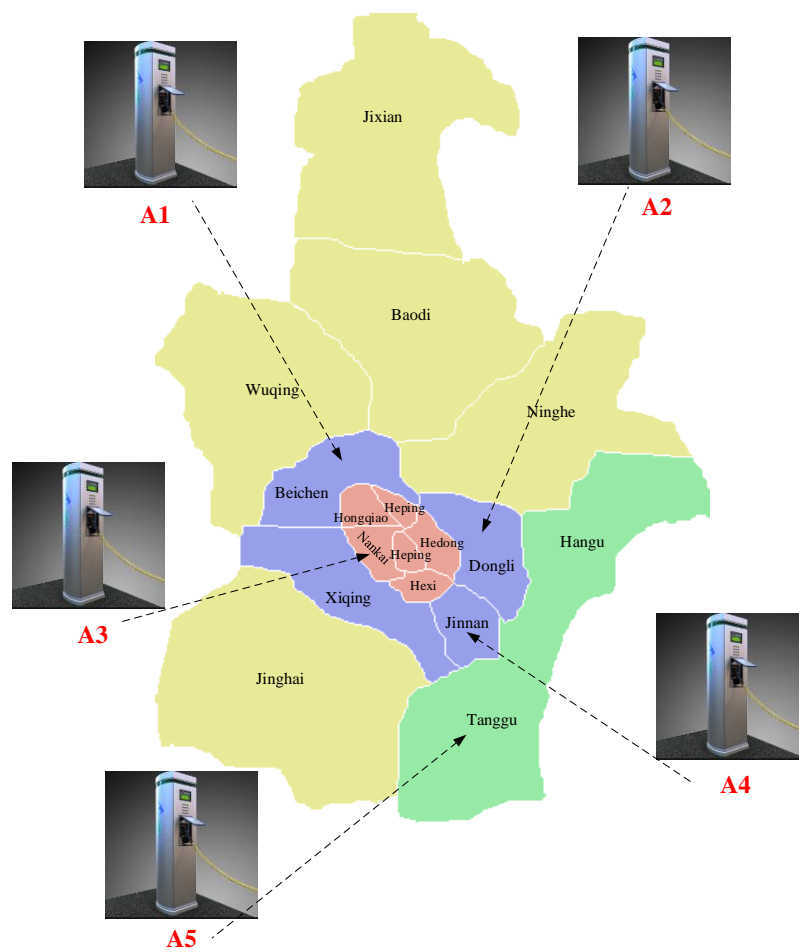 Jixian
A1
A2
Baodi
Wuqing
Ninghe
Beichen
Heping
Hongqiao
Hedong
Hangu
Nankai
Heping
Dongli
Hexi
Xiqing
Jinnan
A3
Jinghai
Tanggu
A4
A5